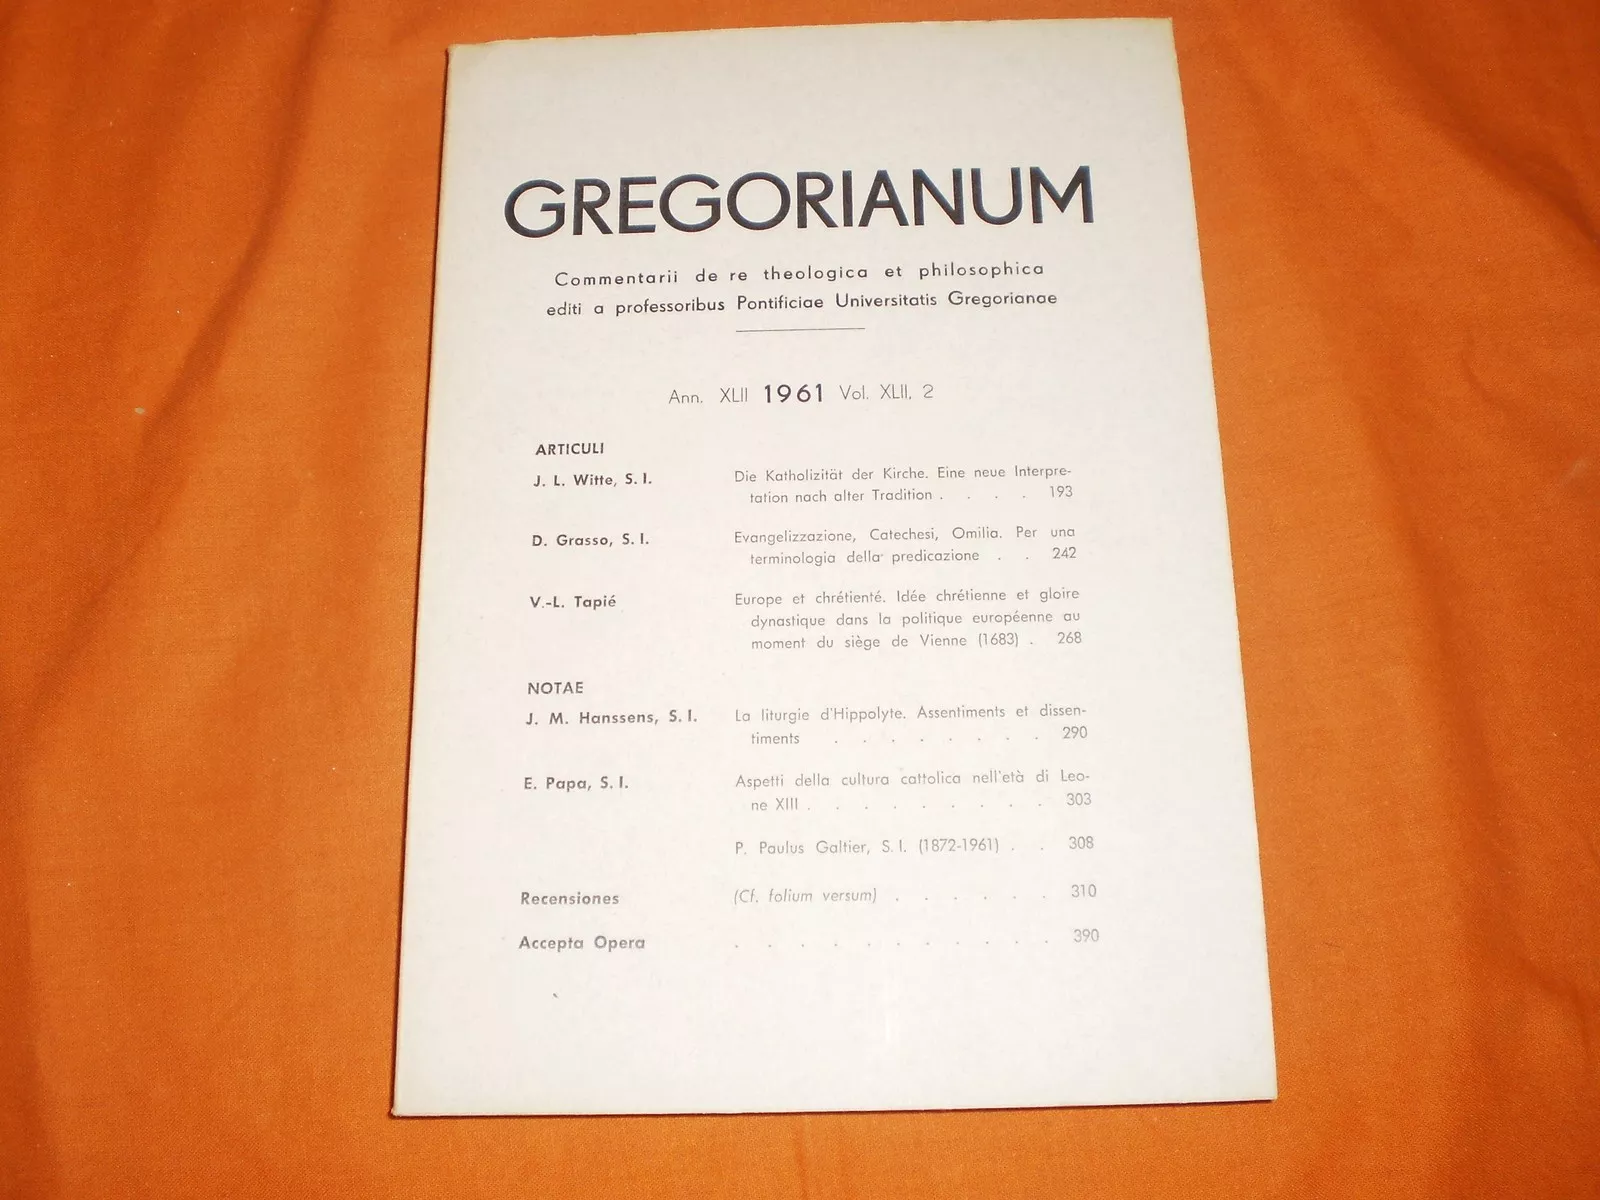 GREGORIANUM
Commentarii de re theologica et philosophica
editi a professoribus Pontificiae Universitatis Gregorianae
Ann. XLII 1961 Vol. XLII, 2
ARTICULI
J. L. Witte, S. I. Die Katholizität der Kirche. Eine neue Interpre-
tation nach alter Tradition . . . . 193
D. Grasso, S. I. Evangelizzazione, Catechesi, Omilia. Per una
terminologia della predicazione . . 242
V.-L. Tapié Europe et chrétienté. Idée chrétienne et gloire
dynastique dans la politique européenne au
moment du siège de Vienne (1683) . 268
NOTAE
J. M. Hanssens, S. I. La liturgie d'Hippolyte. Assentiments et dissen-
timents . . . . . . . 290
E. Papa, S. I. Aspetti della cultura cattolica nell'età di Leo-
ne XIII . . . . . . . . . 303
P. Paulus Galtier, S. I. (1872-1961) . . 308
Recensiones (Cf. folium versum) . . . . . . 310
Accepta Opera . . . . . . . . . . 390